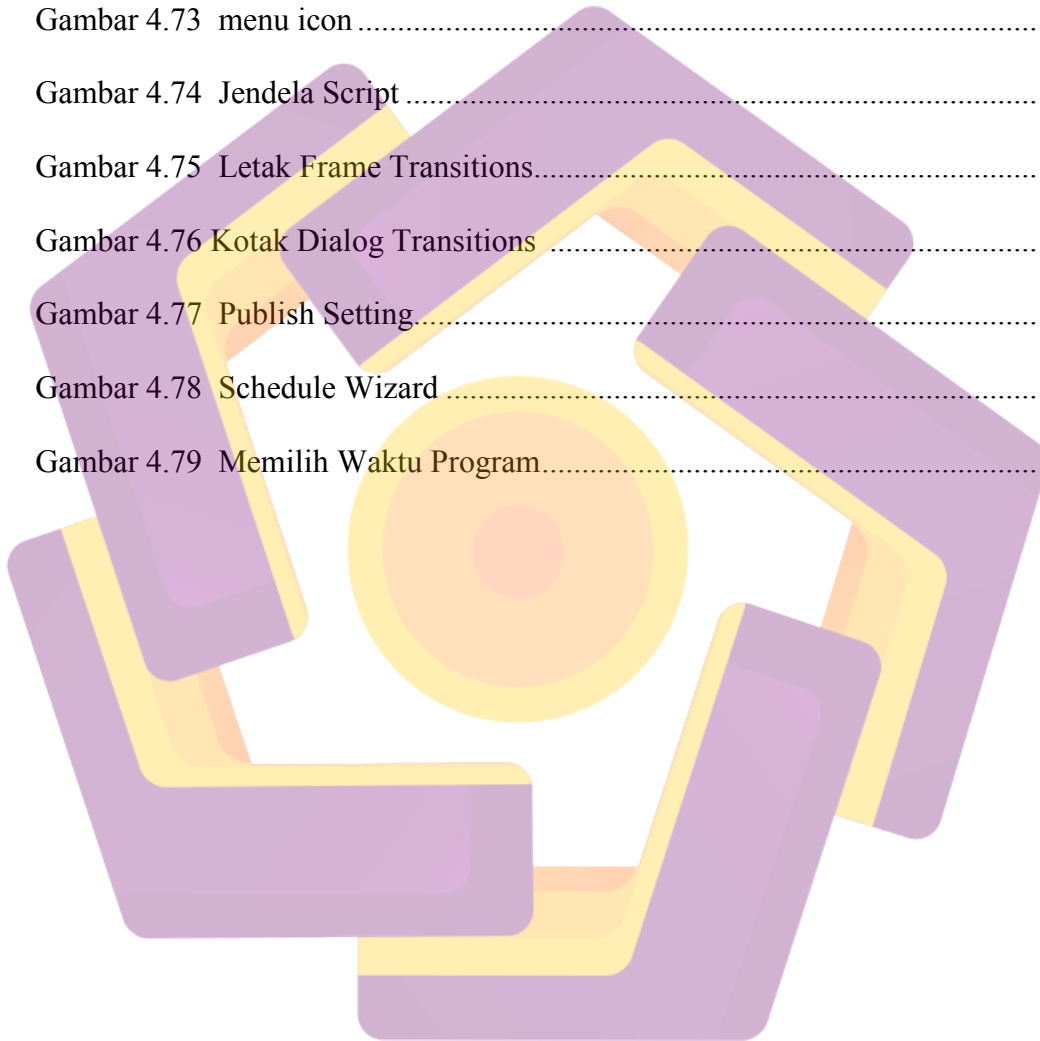 Gambar 4.73  menu icon ....................................................................................
Gambar 4.74  Jendela Script ..............................................................................
Gambar 4.75  Letak Frame Transitions..............................................................
Gambar 4.76 Kotak Dialog Transitions ............................................................
Gambar 4.77  Publish Setting.............................................................................
Gambar 4.78  Schedule Wizard .........................................................................
Gambar 4.79  Memilih Waktu Program.............................................................